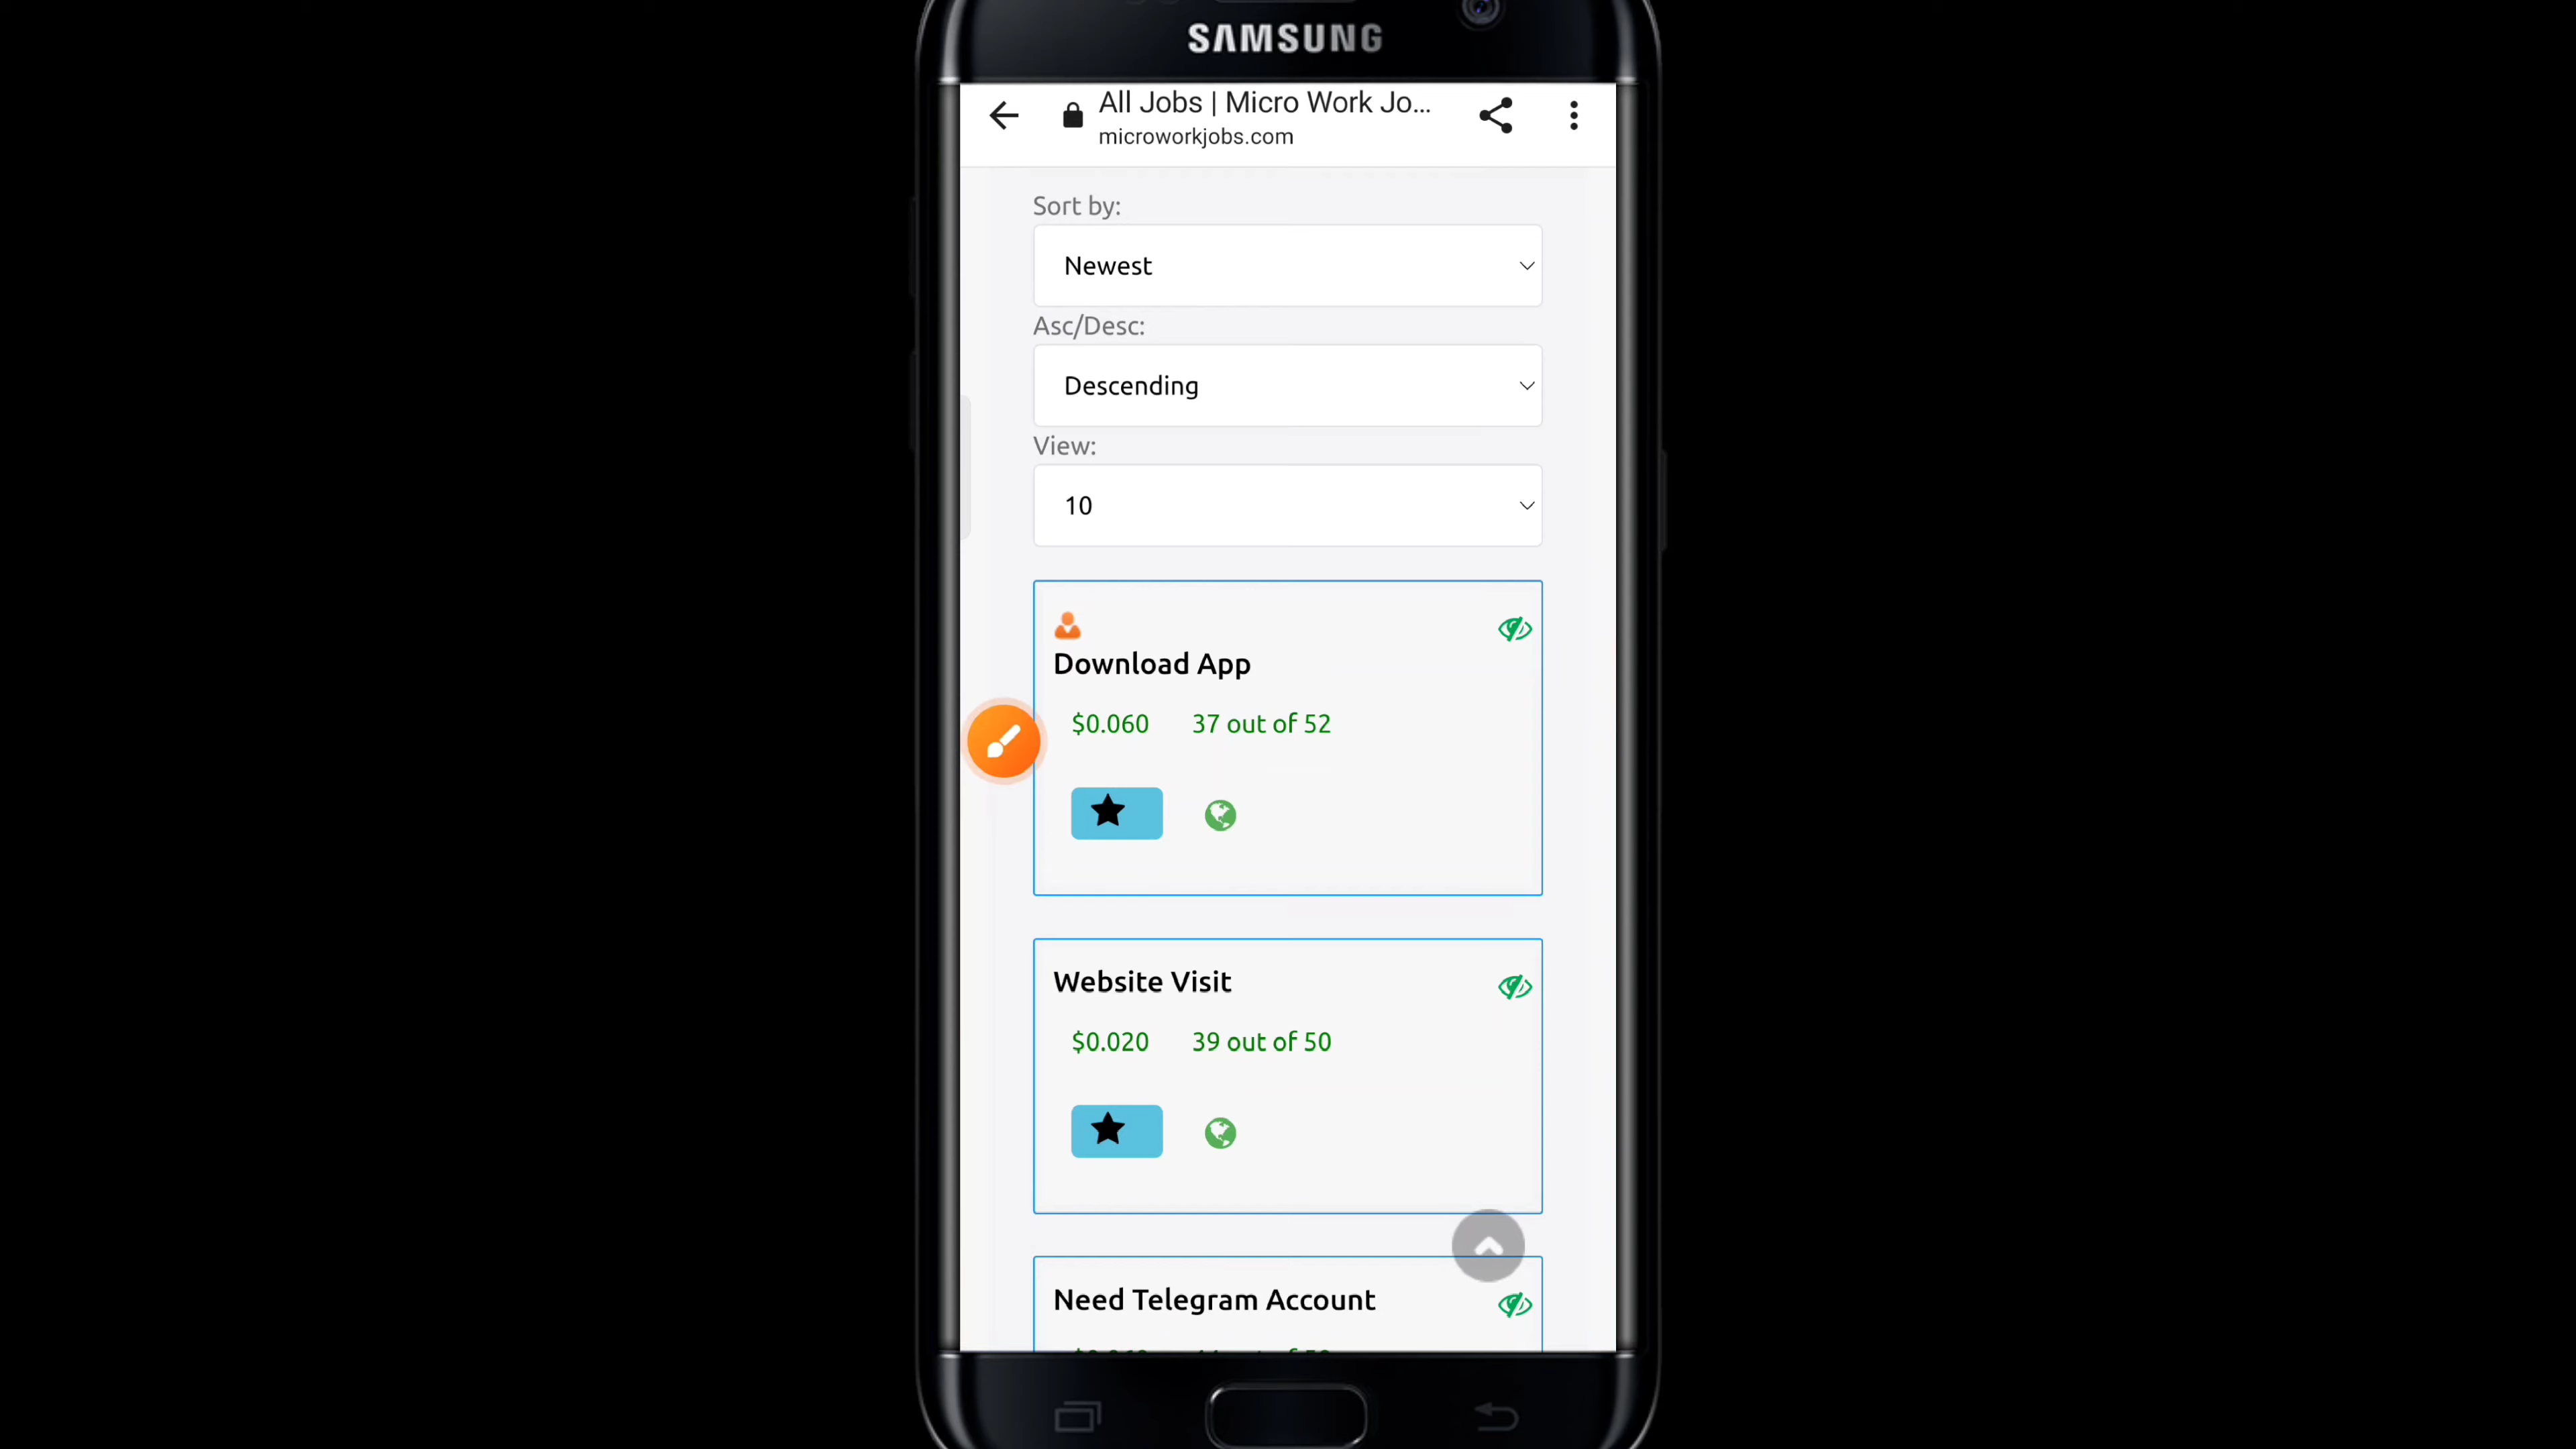 SAMSUNG
All Jobs | Micro Work Jo...
microworkjobs.com
Sort by:
Newest
Asc/Desc:
Descending
View:
10
Download App
$0.060 37 out of 52
Website Visit
$0.020 39 out of 50
Need Telegram Account